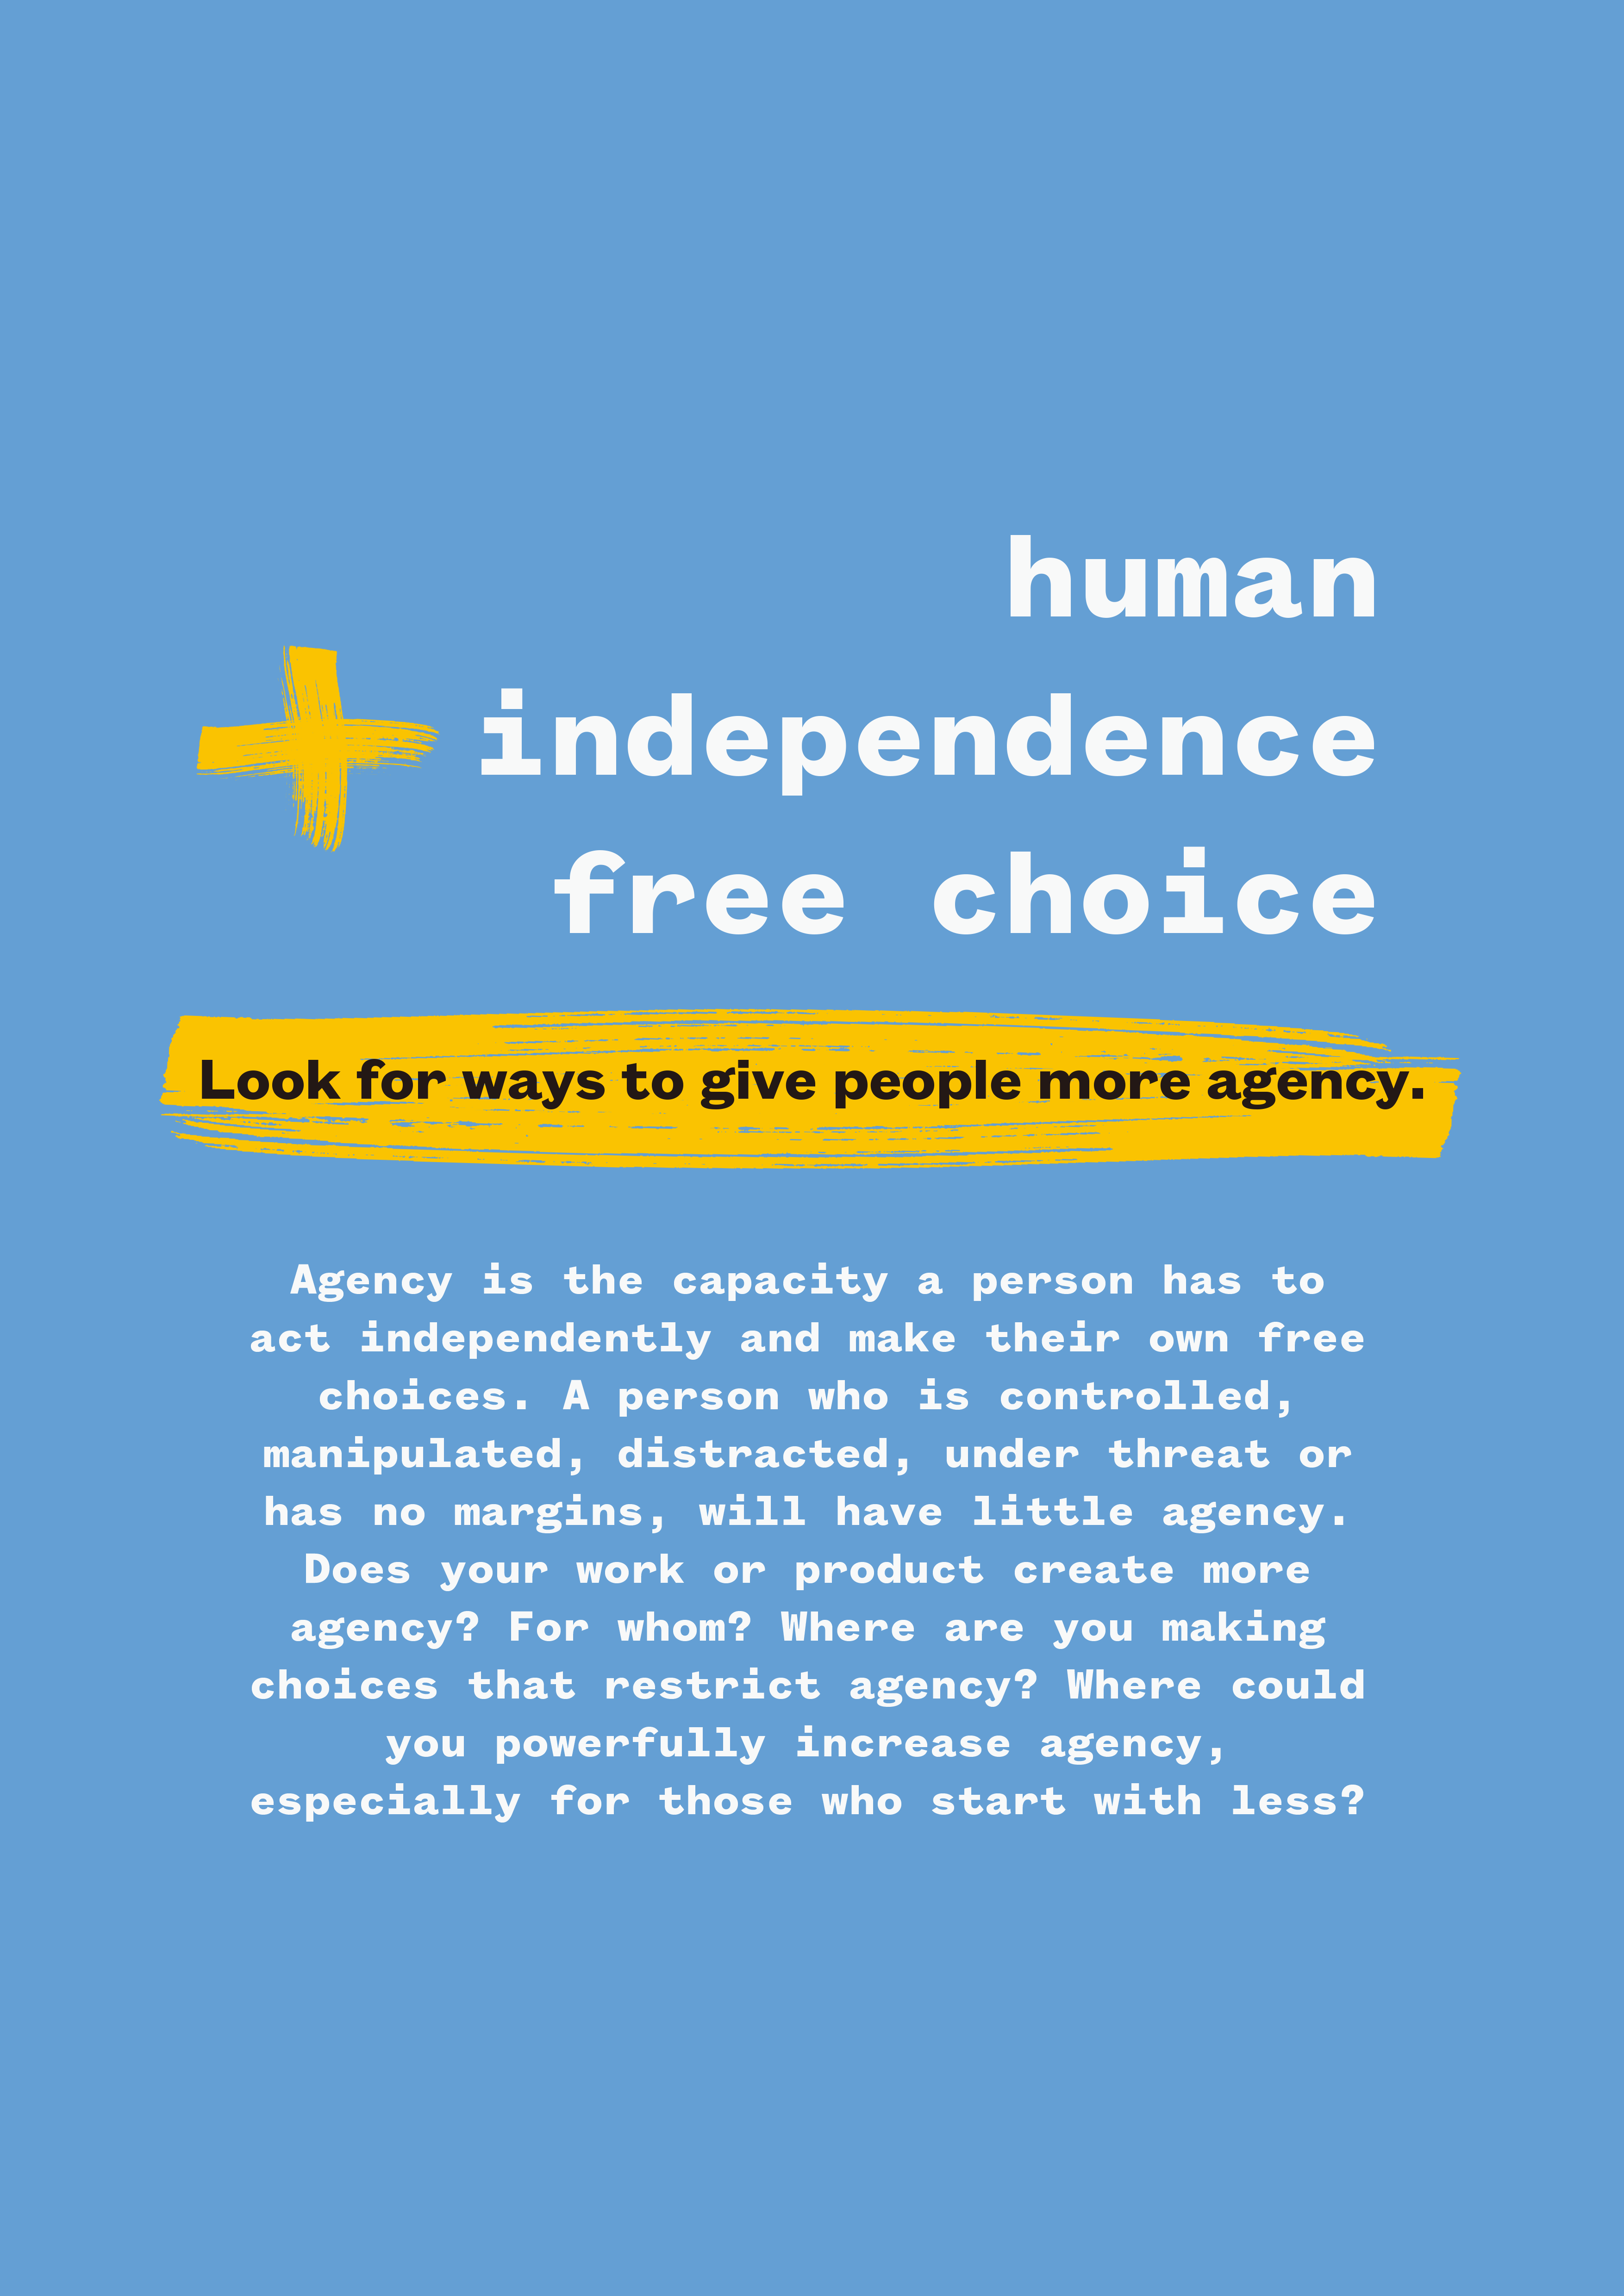 human
+ independence
free choice
Look for ways to give people more agency.
Agency is the capacity a person has to
act independently and make their own free
choices. A person who is controlled,
manipulated, distracted, under threat or
has no margins, will have little agency.
Does your work or product create more
agency? For whom? Where are you making
choices that restrict agency? Where could
you powerfully increase agency,
especially for those who start with less?